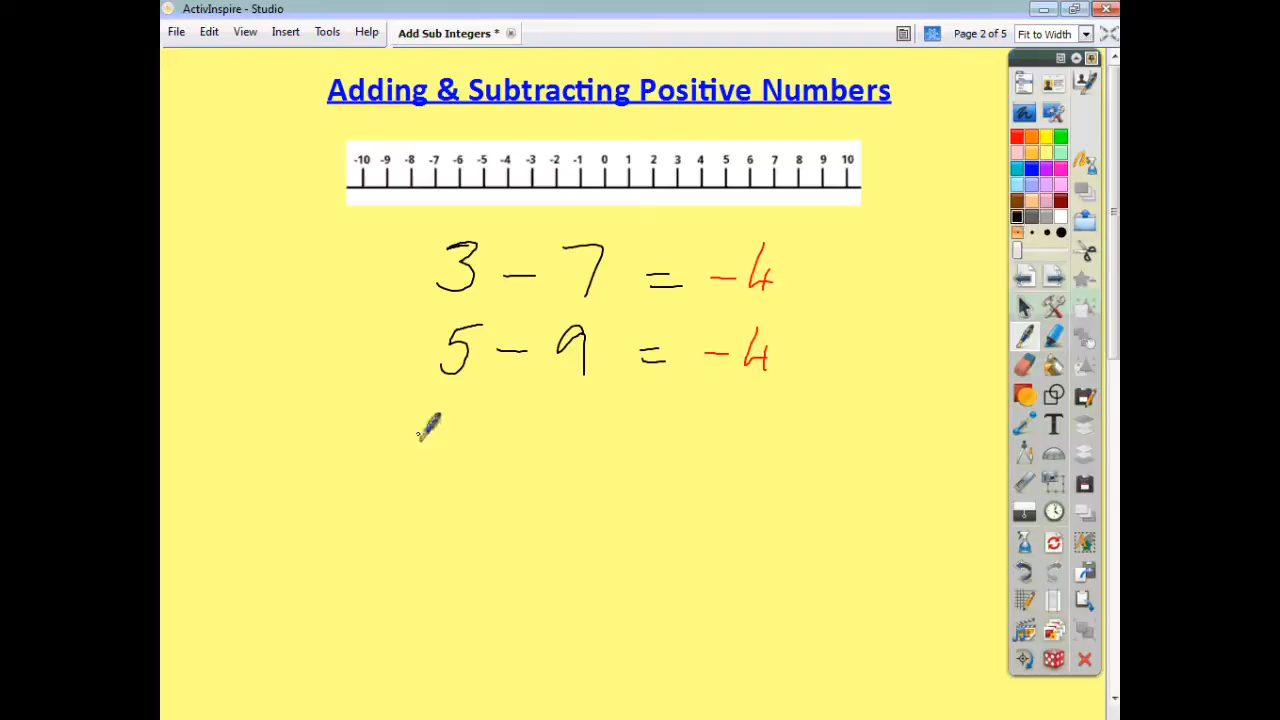 ActivInspire - Studio
File Edit View Insert Tools Help
Add Sub Integers *
Page 2 of 5
Fit to Width
Adding & Subtracting Positive Numbers
-10 -9 -8 -7 -6 -5 -4 -3 -2 -1 0 1 2 3 4 5 6 7 8 9 10
3 - 7 = -4
5 - 9 = -4